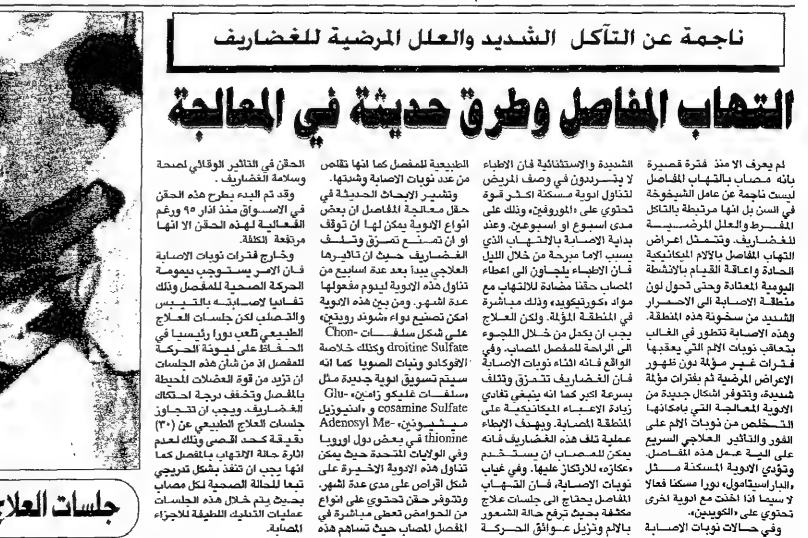 ناجمة عن التآكل الشديد والعلل المرضية للغضاريف
التهاب المفاصل وطرق حديثة في المعالجة
لم يعرف الا منذ فترة قصيرة
بانه مصاب بالتهاب المفاصل
ليست ناجمة عن عامل الشيخوخة
في السن بل انها مرتبطة بالتاكل
المفرط والعلل المرضية
للغضاريف. وتتمثل اعراض
التهاب المفاصل بالآلام الميكانيكية
الحادة واعاقة القيام بالانشطة
اليومية المعتادة وحتى تحول لون
منطقة الاصابة الى الاحمرار
الشديد من سخونة هذه المنطقة.
وهذه الاصابة تتطور في الغالب
بتعاقب نوبات الالم التي يعقبها
فترات غير مؤلمة دون ظهور
الاعراض المرضية ثم بفترات مؤلمة
شديدة، وتتوفر اشكال جديدة من
الادوية المعالجة التي بامكانها
التخلص من نوبات الالم على
الفور والتاثير العلاجي السريع
على الية عمل هذه المفاصل.
وتؤدي الادوية المسكنة مثل
«الباراسيتامول» دورا مسكنا فعالا
لا سيما اذا اخذت مع ادوية اخرى
تحتوي على «الكويدين».
وفي حالات نوبات الاصابة
الشديدة والاستثنائية فان الاطباء
لا يترددون في وصف المريض
لتناول ادوية مسكنة اكثر قوة
تحتوي على «الموروفين» وذلك على
مدى اسبوع او اسبوعين. وعند
بداية الاصابة بالالتهاب الذي
يسبب آلاما مبرحة من خلال الليل
فان الاطباء يلجاون الى اعطاء
المصاب حقنا مضادة للالتهاب مع
مواد «كورتيكويد» وذلك مباشرة
في المنطقة المؤلمة. ولكن العلاج
يجب ان يكمل من خلال اللجوء
الى الراحة للمفصل المصاب. وفي
الواقع فانه اثناء نوبات الاصابة
فان الغضاريف تتمزق وتتلف
بسرعة اكبر كما انه ينبغي تفادي
زيادة الاعباء الميكانيكية على
المنطقة المصابة. ويهدف الابطاء
عملية تلف هذه الغضاريف فانه
يمكن للمصاب ان يستخدم
«عكازه» للارتكاز عليها. وفي غياب
نوبات الاصابة، فان التهاب
المفاصل يحتاج الى جلسات علاج
مكثفة بحيث ترفع حالة الشعور
بالالم وتزيل عوائق الحركة
الطبيعية للمفصل كما انها تقلص
من عدد نوبات الاصابة وشدتها.
وتشير الابحاث الحديثة في
حقل معالجة المفاصل ان بعض
انواع الادوية يمكن لها ان توقف
او ان تمنع تمزق وتلف
الغضاريف حيث ان تاثيرها
العلاجي يبدا بعد عدة اسابيع من
تناول هذه الادوية ليدوم مفعولها
عدة اشهر. ومن بين هذه الادوية
امكن تصنيع دواء «شوند رويتين»
على شكل سلفات Chon-
droitine Sulfate وكذلك خلاصة
الافوكادو ونبات الصويا كما انه
سيتم تسويق ادوية جديدة مثل
«سلفات غليكو زامين» Glu-
cosamine Sulfate و «ادنيوزيل
ميثيونين» Adenosyl Me-
thionine في بعض دول اوروبا
وفي الولايات المتحدة حيث يمكن
تناول هذه الادوية الاخيرة على
شكل اقراص على مدى عدة اشهر.
وتتوفر حقن تحتوي على انواع
من الحوامض تعطى مباشرة في
المفصل المصاب حيث تساهم هذه
الحقن في التاثير الوقائي لصحة
وسلامة الغضاريف.
وقد تم البدء بطرح هذه الحقن
في الاسواق منذ اذار ٩٥ ورغم
الفعالية لهذه الحقن الا انها
مرتفعة الكلفة.
وخارج فترات نوبات الاصابة
فان الامر يستوجب ديمومة
الحركة الصحية للمفصل وذلك
تفاديا لاصابته بالتيبس
والتصلب لكن جلسات العلاج
الطبيعي تلعب دورا رئيسيا في
الحفاظ على ليونة الحركة
للمفصل اذ من شأن هذه الجلسات
ان تزيد من قوة العضلات المحيطة
بالمفصل وتخفف درجة احتكاك
الغضاريف. ويجب ان تتجاوز
جلسات العلاج الطبيعي عن (٣٠)
دقيقة كحد اقصى وذلك لعدم
اثارة حالة الالتهاب بالمفصل كما
انها يجب ان تنفذ بشكل تدريجي
تبعا للحالة الصحية لكل مصاب
بحيث يتم خلال هذه الجلسات
عمليات التدليك اللطيفة للاجزاء
المصابة.
جلسات العلاج